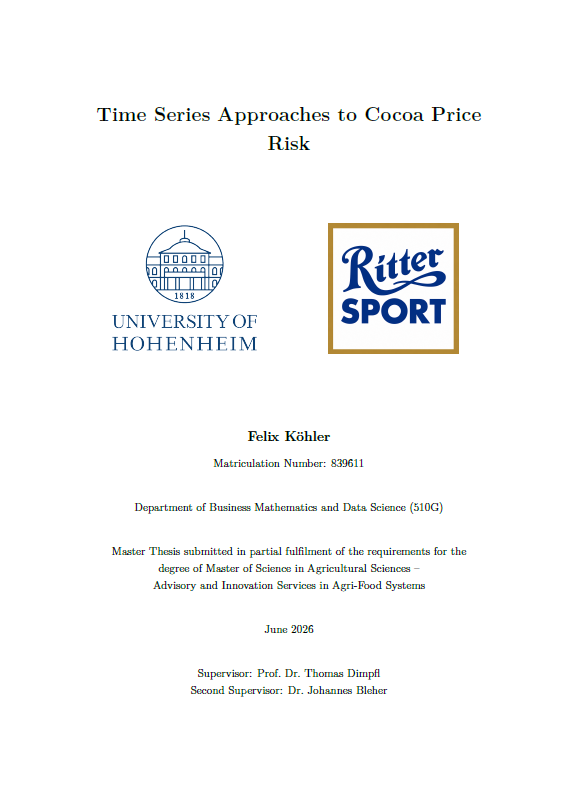 Time Series Approaches to Cocoa Price
Risk
1818
UNIVERSITY OF
HOHENHEIM
Ritter
SPORT
Felix Köhler
Matriculation Number: 839611
Department of Business Mathematics and Data Science (510G)
Master Thesis submitted in partial fulfilment of the requirements for the
degree of Master of Science in Agricultural Sciences –
Advisory and Innovation Services in Agri-Food Systems
June 2026
Supervisor: Prof. Dr. Thomas Dimpfl
Second Supervisor: Dr. Johannes Bleher